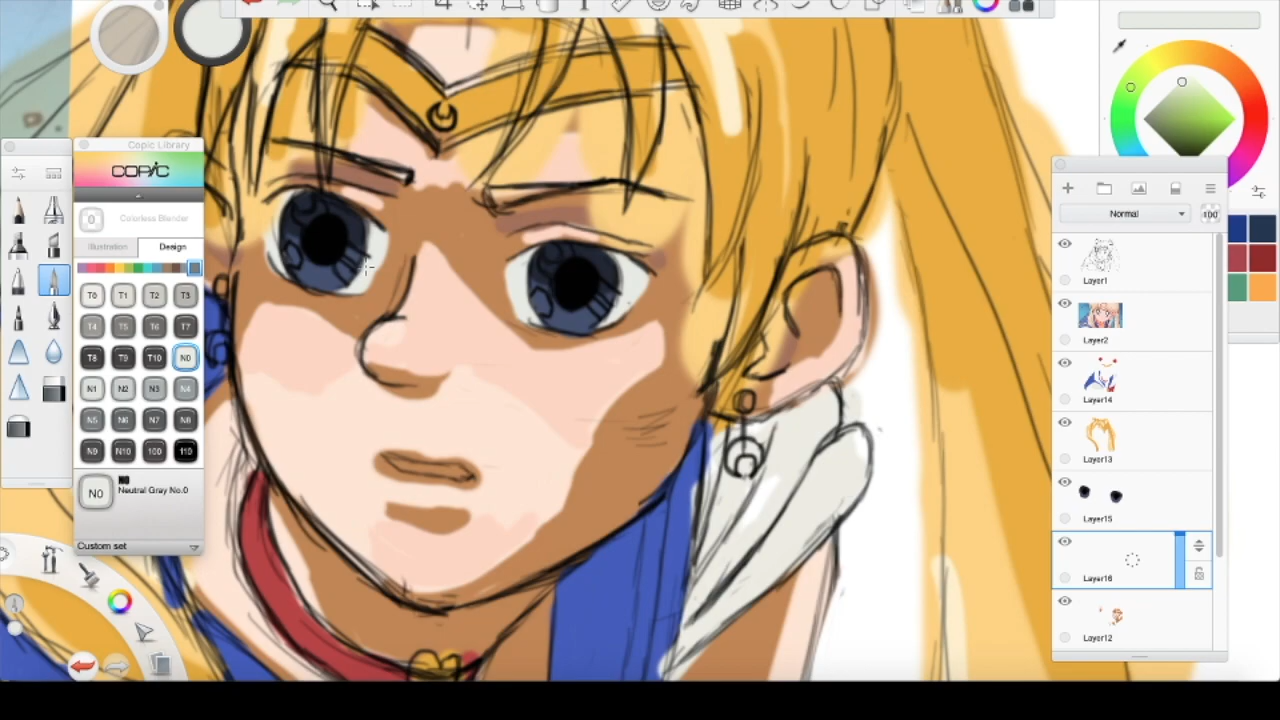 Copic Library
COPIC
0 Colorless Blender
Illustration Design
T0 T1 T2 T3
T4 T5 T6 T7
T8 T9 T10 N0
N1 N2 N3 N4
N5 N6 N7 N8
N9 N10 100 110
N0
N0 Neutral Gray No.0
Custom set
Normal 100
Layer1
Layer2
Layer14
Layer13
Layer15
Layer16
Layer12